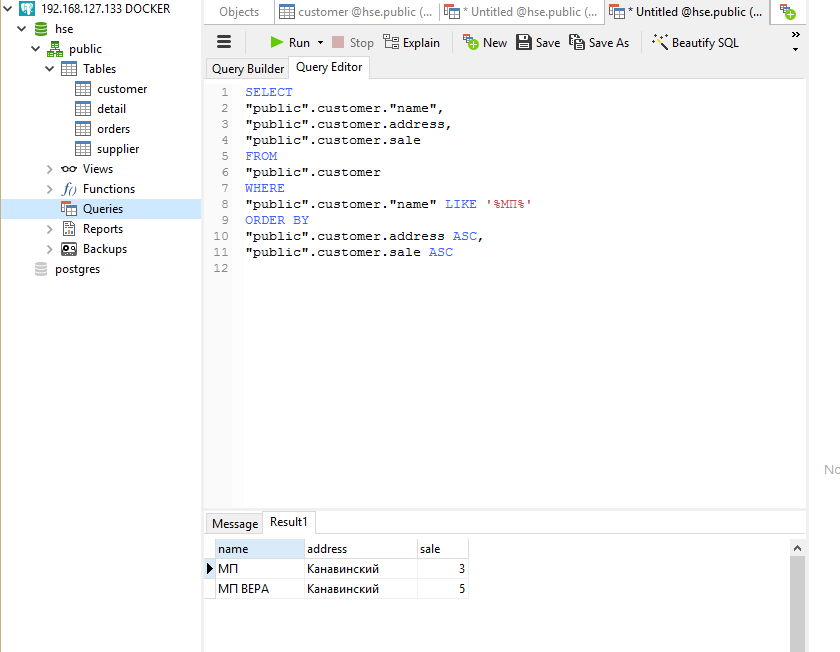 192.168.127.133 DOCKER
hse
public
Tables
customer
detail
orders
supplier
Views
f() Functions
Queries
Reports
Backups
postgres
Objects customer @hse.public (... * Untitled @hse.public (... * Untitled @hse.public (...
Run Stop Explain New Save Save As Beautify SQL »
Query Builder Query Editor
1 SELECT
2 "public".customer."name",
3 "public".customer.address,
4 "public".customer.sale
5 FROM
6 "public".customer
7 WHERE
8 "public".customer."name" LIKE '%МП%'
9 ORDER BY
10 "public".customer.address ASC,
11 "public".customer.sale ASC
12
No
Message Result1
name address sale
МП Канавинский 3
МП ВЕРА Канавинский 5